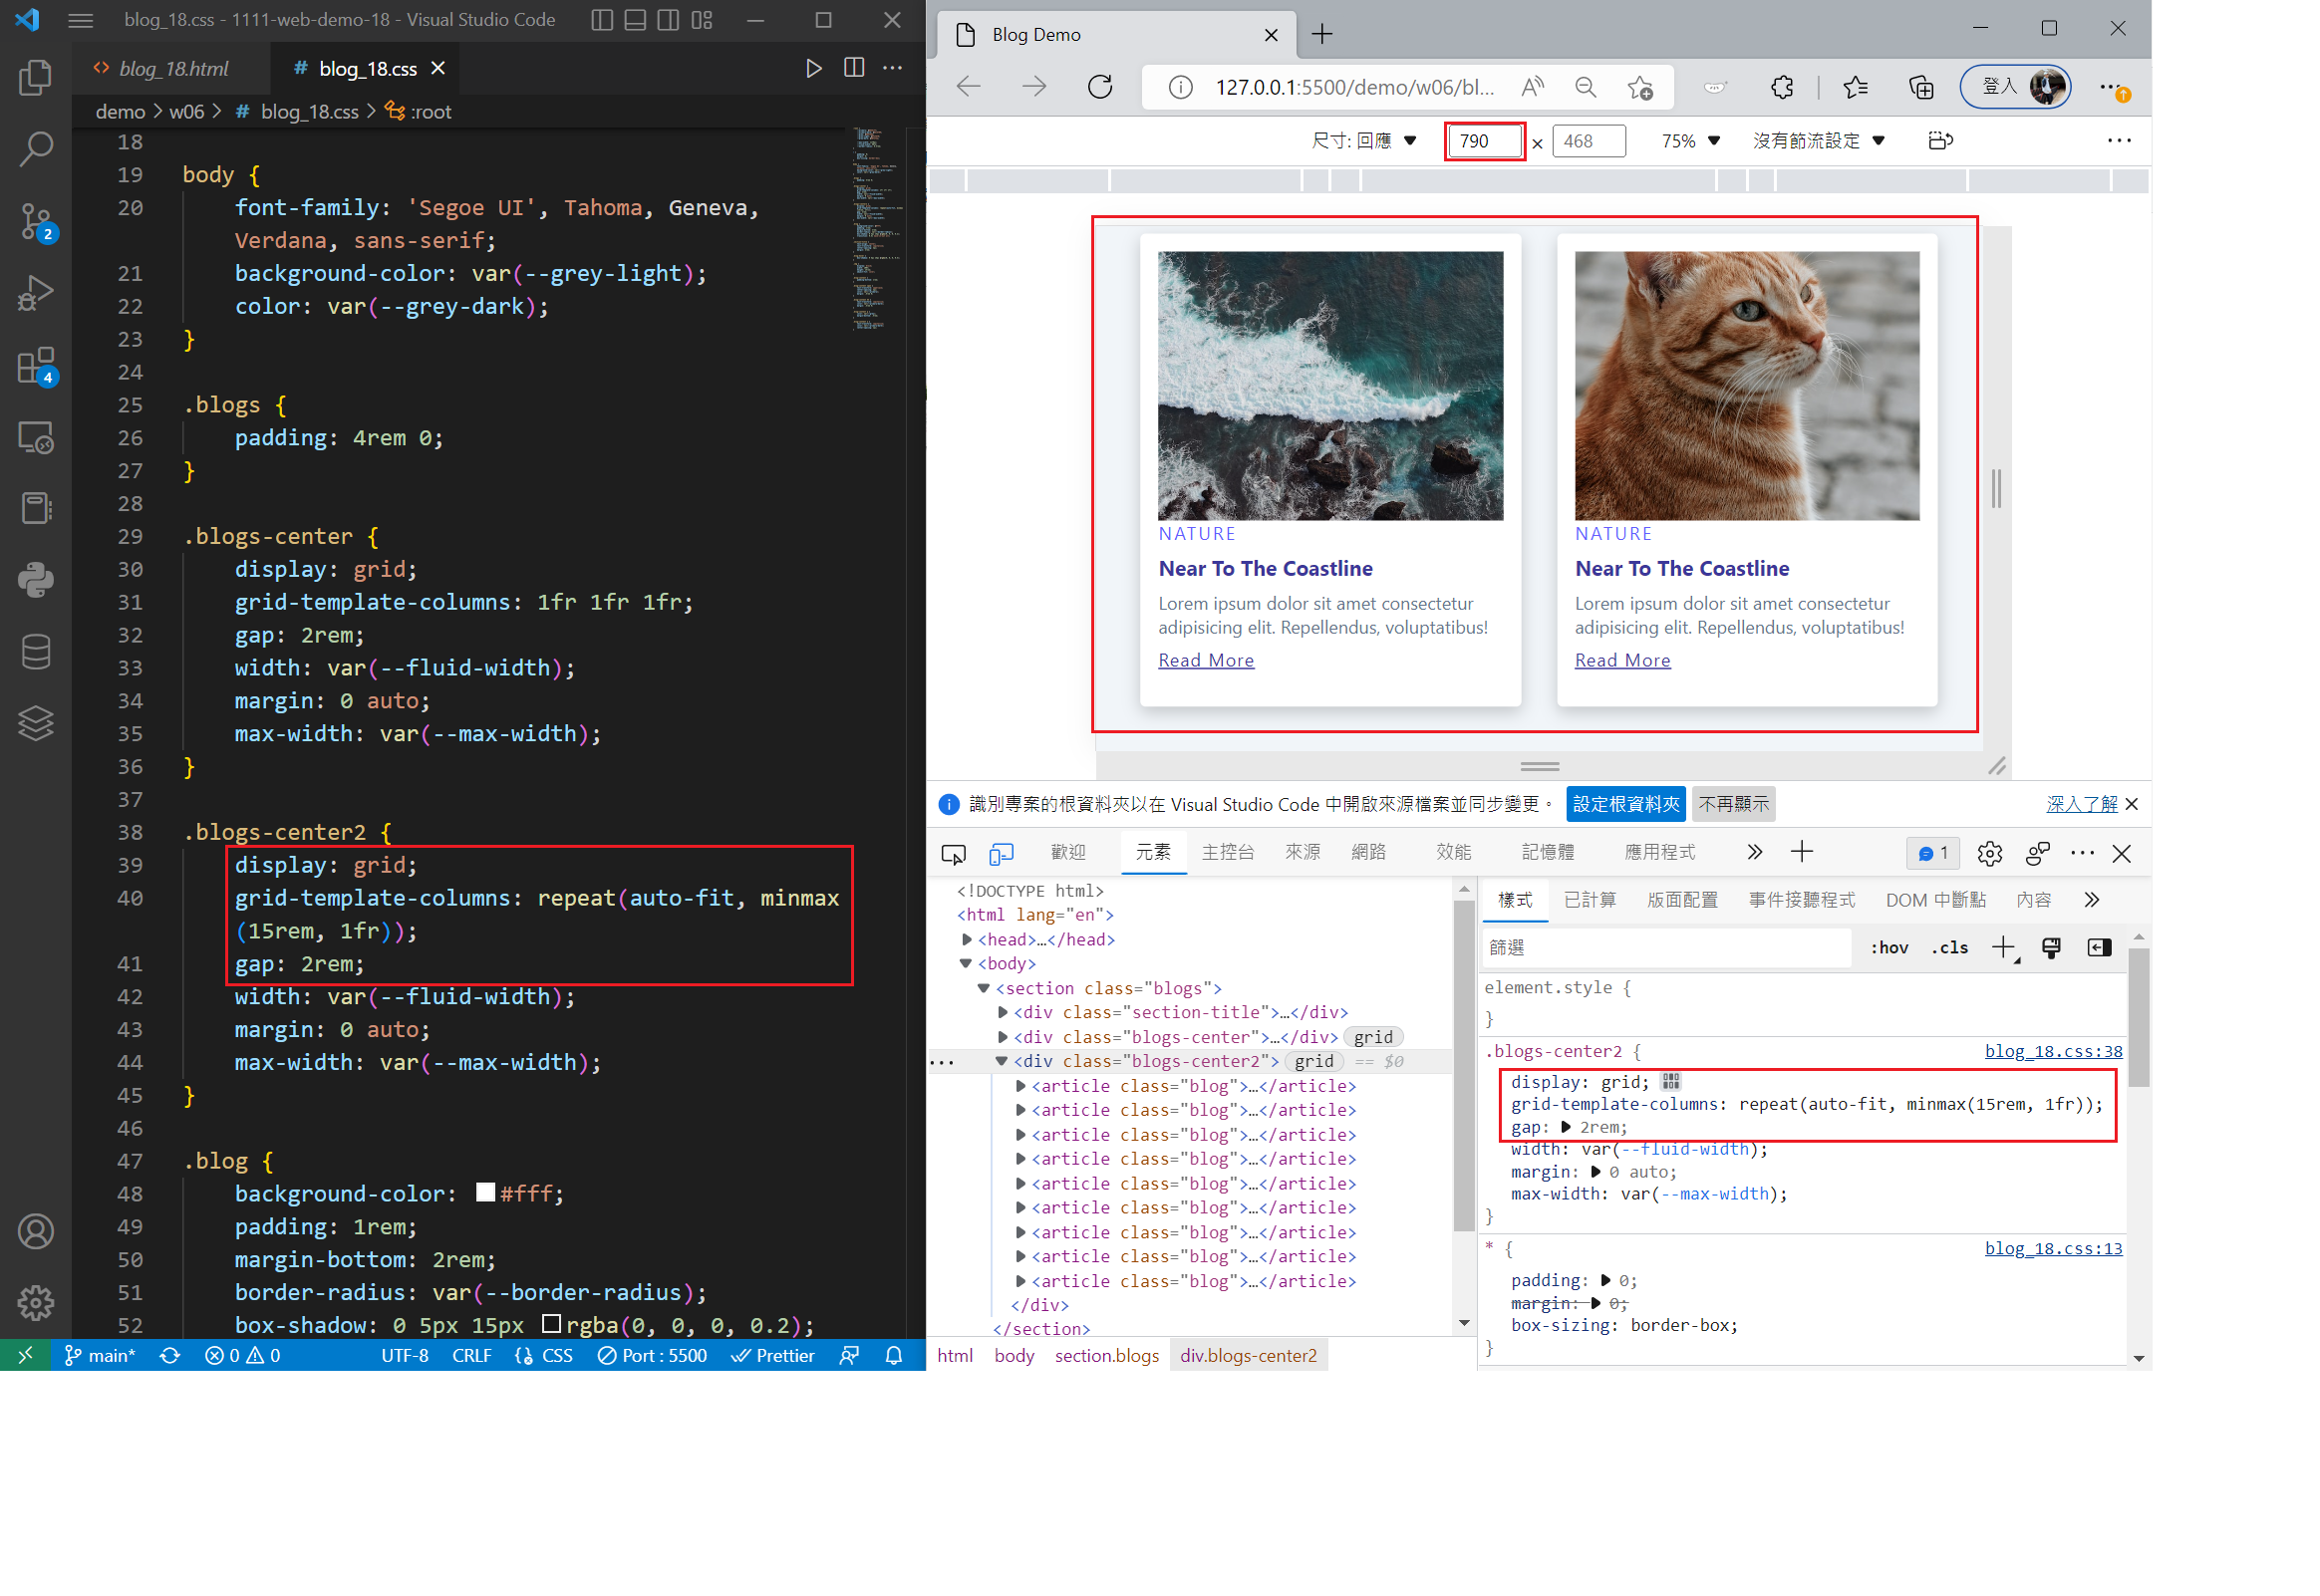 blog_18.css - 1111-web-demo-18 - Visual Studio Code
<> blog_18.html
# blog_18.css
demo > w06 > # blog_18.css > :root
18
19 body {
20 font-family: 'Segoe UI', Tahoma, Geneva,
Verdana, sans-serif;
21 background-color: var(--grey-light);
22 color: var(--grey-dark);
23 }
24
25 .blogs {
26 padding: 4rem 0;
27 }
28
29 .blogs-center {
30 display: grid;
31 grid-template-columns: 1fr 1fr 1fr;
32 gap: 2rem;
33 width: var(--fluid-width);
34 margin: 0 auto;
35 max-width: var(--max-width);
36 }
37
38 .blogs-center2 {
39 display: grid;
40 grid-template-columns: repeat(auto-fit, minmax
(15rem, 1fr));
41 gap: 2rem;
42 width: var(--fluid-width);
43 margin: 0 auto;
44 max-width: var(--max-width);
45 }
46
47 .blog {
48 background-color: #fff;
49 padding: 1rem;
50 margin-bottom: 2rem;
51 border-radius: var(--border-radius);
52 box-shadow: 0 5px 15px rgba(0, 0, 0, 0.2);
2
4
main* 0 0 UTF-8 CRLF {} CSS Port : 5500 Prettier
Blog Demo
127.0.0.1:5500/demo/w06/bl...
登入
尺寸: 回應 790 × 468 75% 沒有節流設定
NATURE
Near To The Coastline
Lorem ipsum dolor sit amet consectetur
adipisicing elit. Repellendus, voluptatibus!
Read More
NATURE
Near To The Coastline
Lorem ipsum dolor sit amet consectetur
adipisicing elit. Repellendus, voluptatibus!
Read More
識別專案的根資料夾以在 Visual Studio Code 中開啟來源檔案並同步變更。 設定根資料夾 不再顯示 深入了解
歡迎 元素 主控台 來源 網路 效能 記憶體 應用程式 1
<!DOCTYPE html>
<html lang="en">
<head>…</head>
<body>
<section class="blogs">
<div class="section-title">…</div>
<div class="blogs-center">…</div> grid
<div class="blogs-center2"> grid == $0
<article class="blog">…</article>
<article class="blog">…</article>
<article class="blog">…</article>
<article class="blog">…</article>
<article class="blog">…</article>
<article class="blog">…</article>
<article class="blog">…</article>
<article class="blog">…</article>
<article class="blog">…</article>
</div>
</section>
html body section.blogs div.blogs-center2
樣式 已計算 版面配置 事件接聽程式 DOM 中斷點 內容
篩選 :hov .cls
element.style {
}
.blogs-center2 { blog_18.css:38
display: grid;
grid-template-columns: repeat(auto-fit, minmax(15rem, 1fr));
gap: 2rem;
width: var(--fluid-width);
margin: 0 auto;
max-width: var(--max-width);
}
* { blog_18.css:13
padding: 0;
margin: 0;
box-sizing: border-box;
}